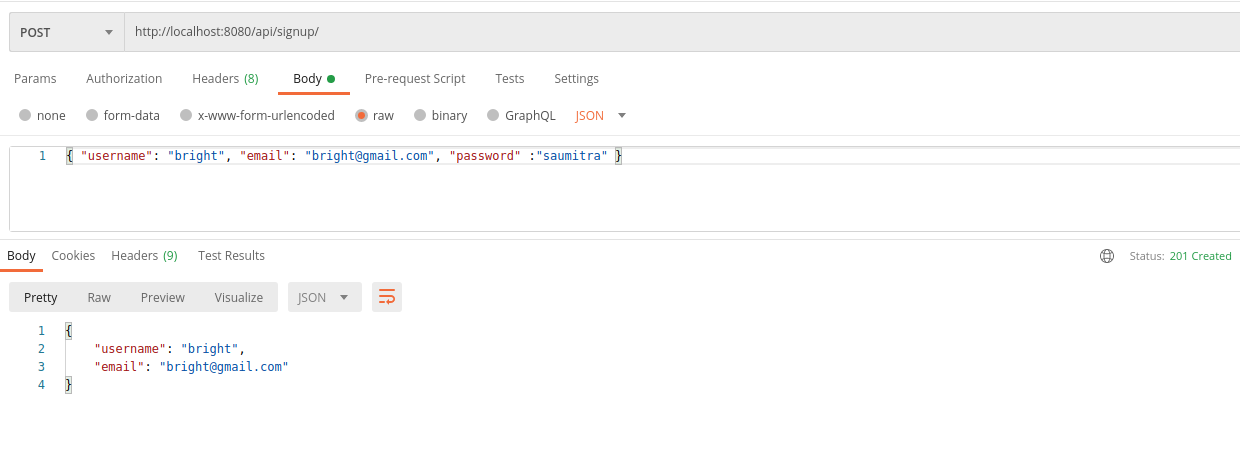 POST http://localhost:8080/api/signup/
Params Authorization Headers (8) Body Pre-request Script Tests Settings
none form-data x-www-form-urlencoded raw binary GraphQL JSON
1 { "username": "bright", "email": "bright@gmail.com", "password" :"saumitra" }
Body Cookies Headers (9) Test Results Status: 201 Created
Pretty Raw Preview Visualize JSON
1 {
2 "username": "bright",
3 "email": "bright@gmail.com"
4 }